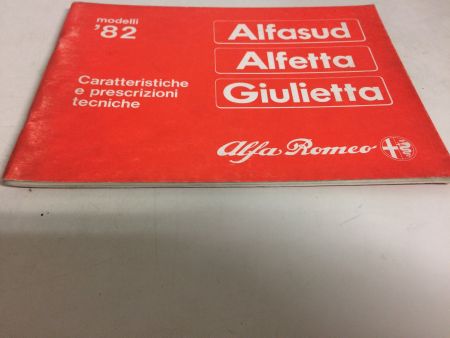 modelli
'82
Caratteristiche
e prescrizioni
tecniche
Alfasud
Alfetta
Giulietta
Alfa Romeo